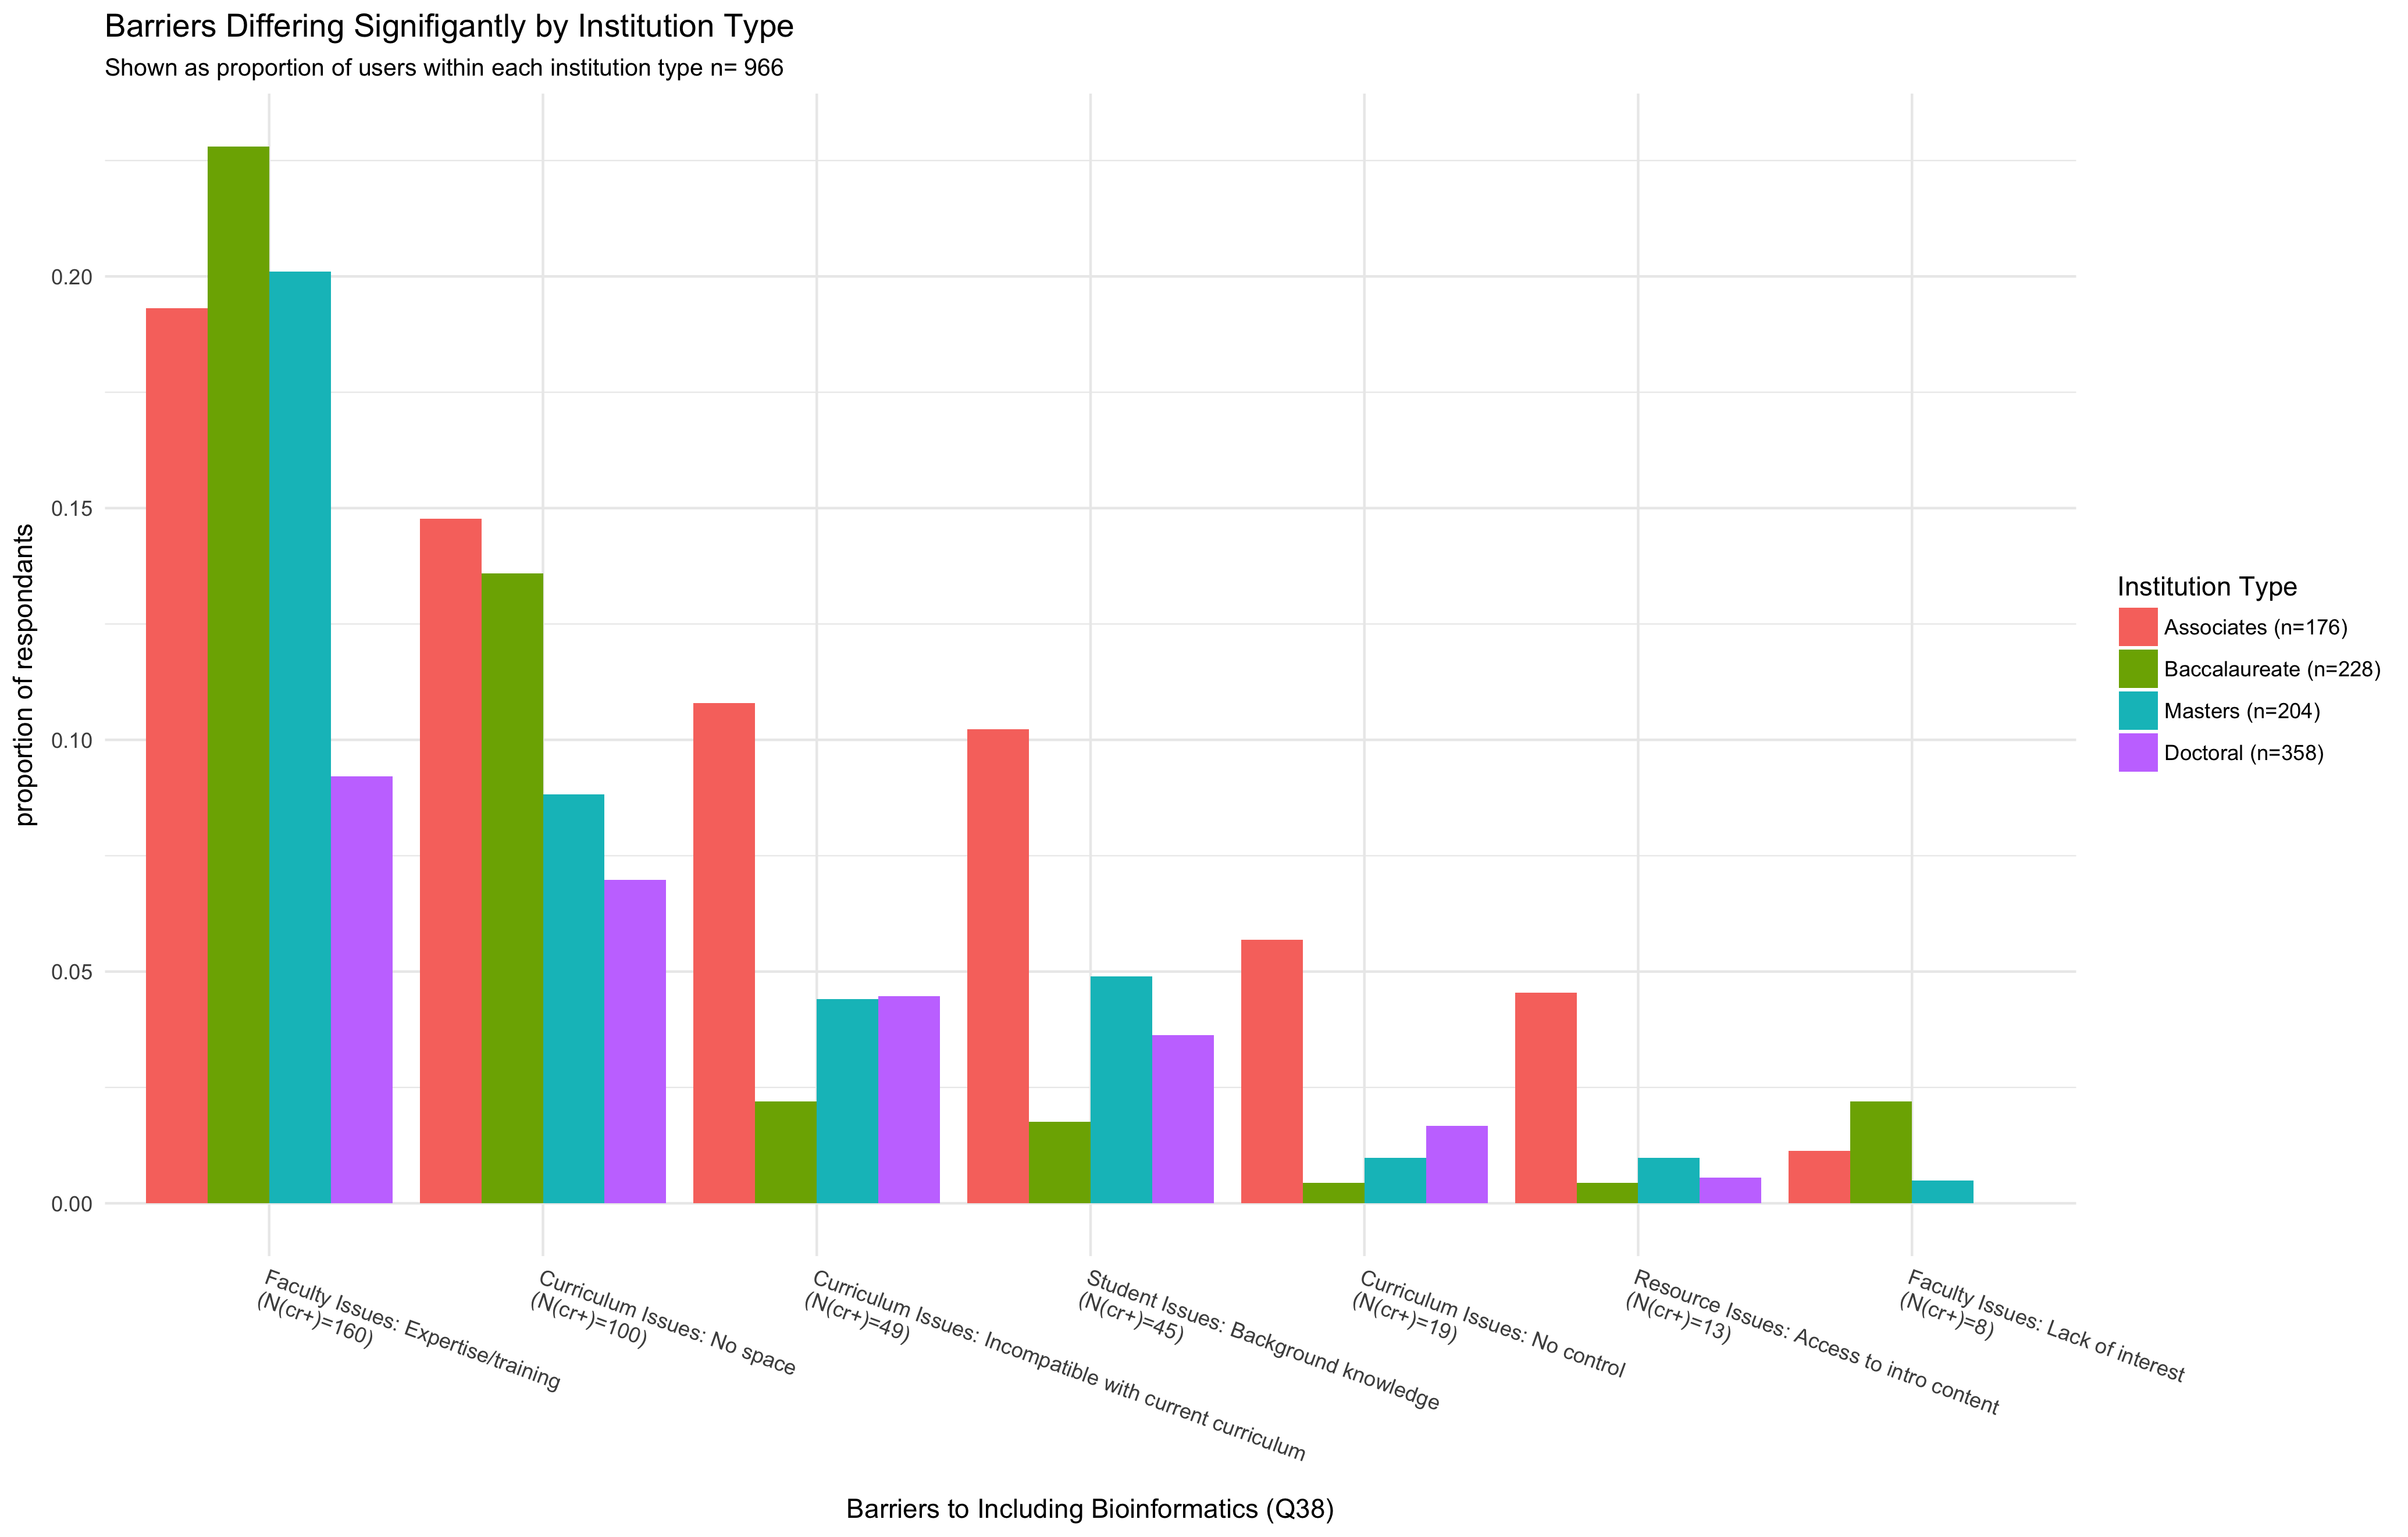 Barriers Differing Signifigantly by Institution Type
Shown as proportion of users within each institution type n= 966
proportion of respondants
0.20
0.15
0.10
0.05
0.00
Faculty Issues: Expertise/training
(N(cr+)=160)
Curriculum Issues: No space
(N(cr+)=100)
Curriculum Issues: Incompatible with current curriculum
(N(cr+)=49)
Student Issues: Background knowledge
(N(cr+)=45)
Curriculum Issues: No control
(N(cr+)=19)
Resource Issues: Access to intro content
(N(cr+)=13)
Faculty Issues: Lack of interest
(N(cr+)=8)
Barriers to Including Bioinformatics (Q38)
Institution Type
Associates (n=176)
Baccalaureate (n=228)
Masters (n=204)
Doctoral (n=358)